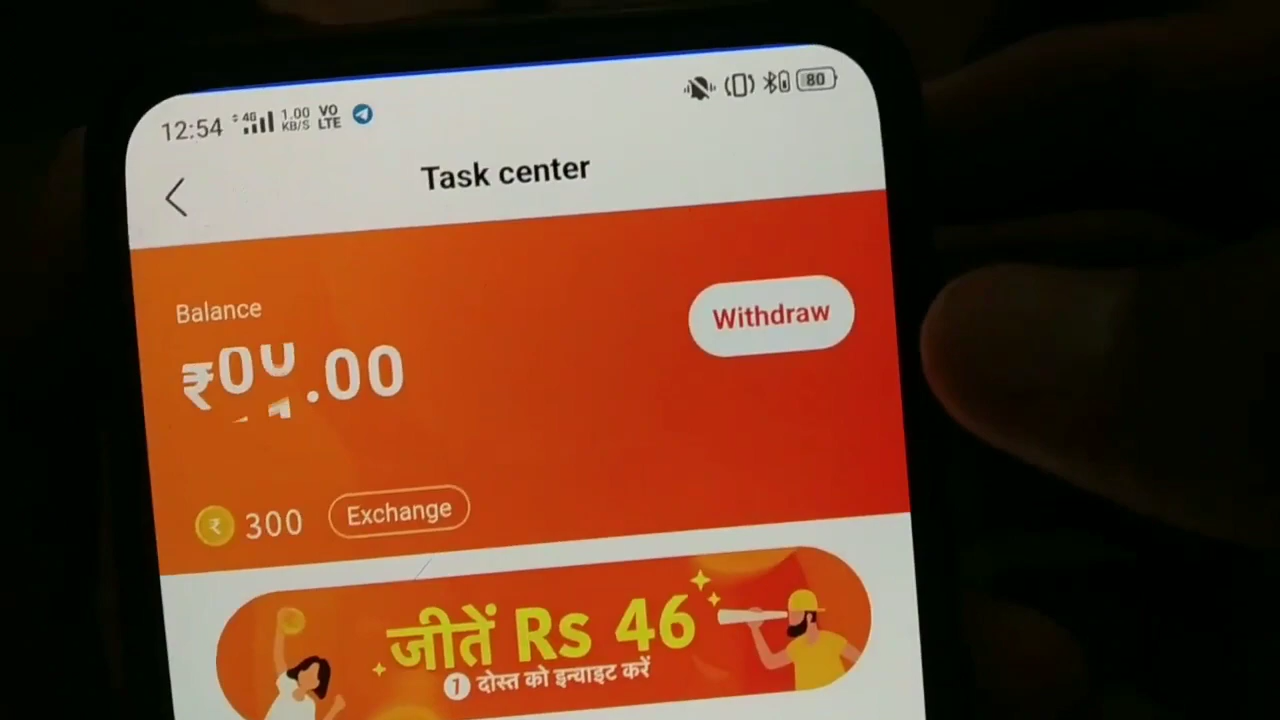 12:54 4G 1.00 KB/S VO LTE 80
Task center
Balance
Withdraw
.00
300 Exchange
जीतें Rs 46
1 दोस्त को इन्वाइट करें